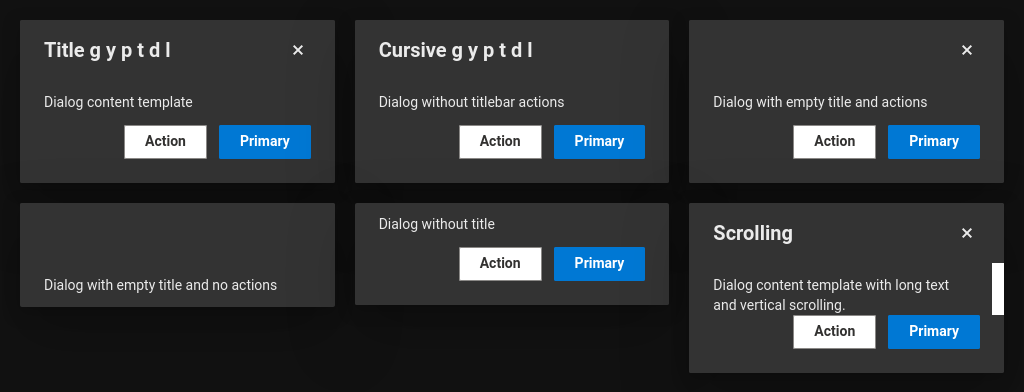 Title g y p t d l
Dialog content template
Action Primary
Cursive g y p t d l
Dialog without titlebar actions
Action Primary
Dialog with empty title and actions
Action Primary
Dialog with empty title and no actions
Dialog without title
Action Primary
Scrolling
Dialog content template with long text
and vertical scrolling.
Action Primary